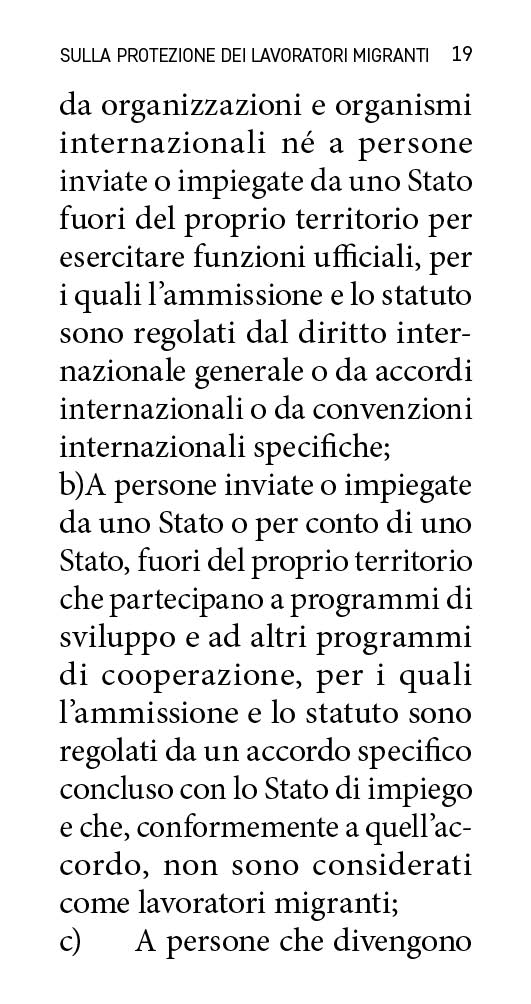 SULLA PROTEZIONE DEI LAVORATORI MIGRANTI 19
da organizzazioni e organismi
internazionali né a persone
inviate o impiegate da uno Stato
fuori del proprio territorio per
esercitare funzioni ufficiali, per
i quali l’ammissione e lo statuto
sono regolati dal diritto inter-
nazionale generale o da accordi
internazionali o da convenzioni
internazionali specifiche;
b)A persone inviate o impiegate
da uno Stato o per conto di uno
Stato, fuori del proprio territorio
che partecipano a programmi di
sviluppo e ad altri programmi
di cooperazione, per i quali
l’ammissione e lo statuto sono
regolati da un accordo specifico
concluso con lo Stato di impiego
e che, conformemente a quell’ac-
cordo, non sono considerati
come lavoratori migranti;
c) A persone che divengono